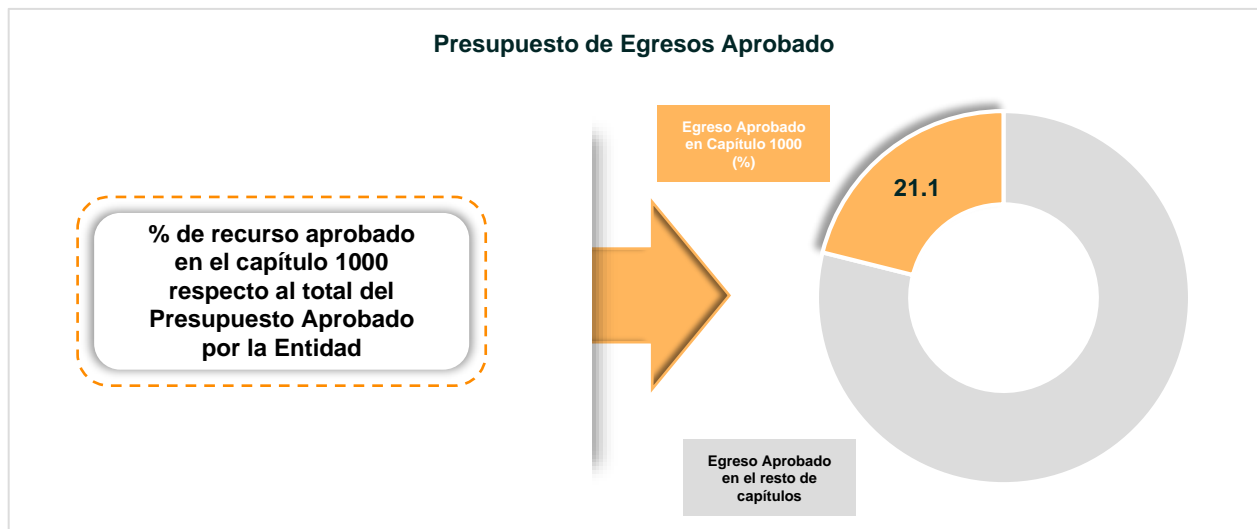 Presupuesto de Egresos Aprobado
Egreso Aprobado
en Capítulo 1000
(%)
21.1
% de recurso aprobado
en el capítulo 1000
respecto al total del
Presupuesto Aprobado
por la Entidad
Egreso Aprobado
en el resto de
capítulos